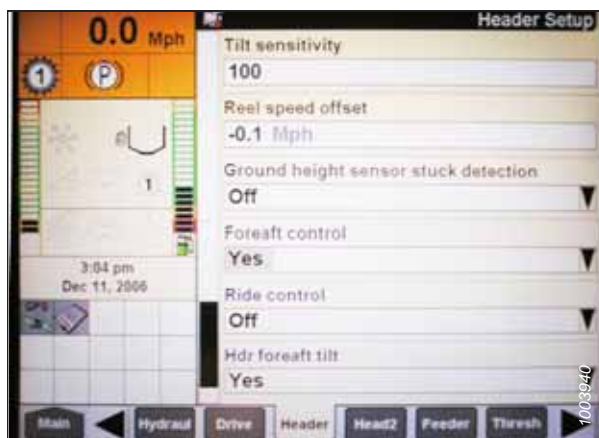 0.0 Mph
1
P
1
3:04 pm
Dec 11, 2006
GPS
Header Setup
Tilt sensitivity
100
Reel speed offset
-0.1 Mph
Ground height sensor stuck detection
Off
Foreaft control
Yes
Ride control
Off
Hdr foreaft tilt
Yes
Main
Hydraul
Drive
Header
Head2
Feeder
Thresh
1003940